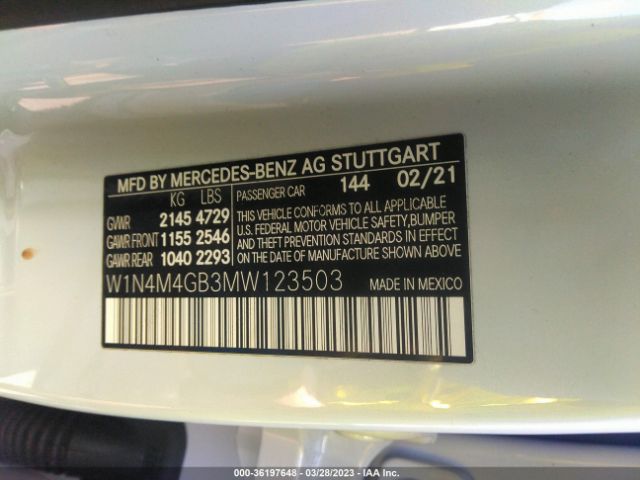 MFD BY MERCEDES-BENZ AG STUTTGART
KG LBS
GVWR 2145 4729
GAWR FRONT 1155 2546
GAWR REAR 1040 2293
PASSENGER CAR 144 02/21
THIS VEHICLE CONFORMS TO ALL APPLICABLE
U.S. FEDERAL MOTOR VEHICLE SAFETY, BUMPER
AND THEFT PREVENTION STANDARDS IN EFFECT
ON THE DATE OF MANUFACTURE SHOWN ABOVE
W1N4M4GB3MW123503 MADE IN MEXICO
000-36197648 - 03/28/2023 - IAA Inc.